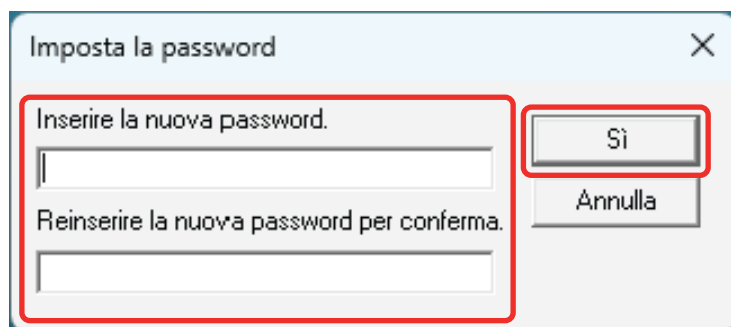 Imposta la password
Inserire la nuova password.
Sì
Annulla
Reinserire la nuova password per conferma.